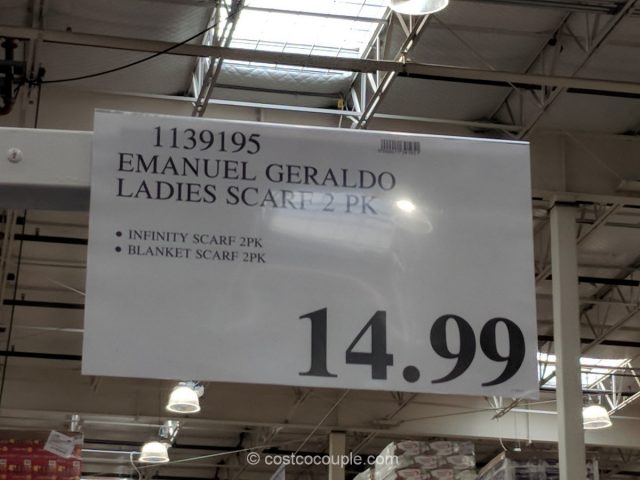 1139195
EMANUEL GERALDO
LADIES SCARF 2 PK
• INFINITY SCARF 2PK
• BLANKET SCARF 2PK
14.99
© costcocouple.com